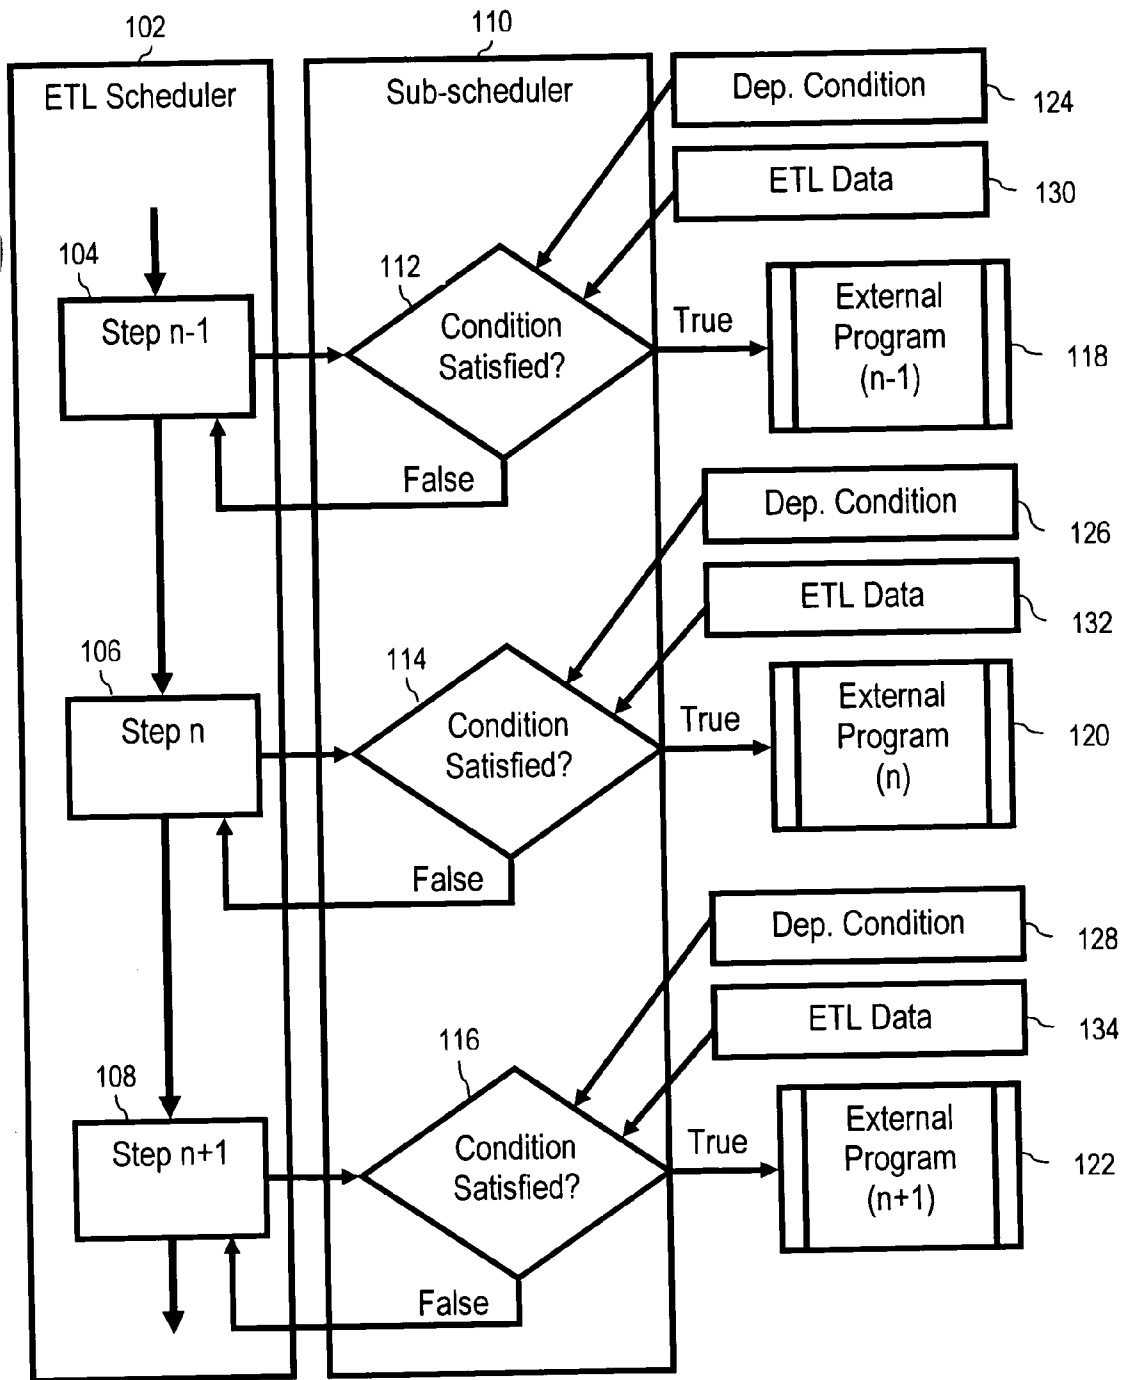 102
110
ETL Scheduler
Sub-scheduler
Dep. Condition
124
ETL Data
130
104
Step n-1
112
Condition
Satisfied?
True
External
Program
(n-1)
118
False
Dep. Condition
126
ETL Data
132
106
Step n
114
Condition
Satisfied?
True
External
Program
(n)
120
False
Dep. Condition
128
ETL Data
134
108
Step n+1
116
Condition
Satisfied?
True
External
Program
(n+1)
122
False